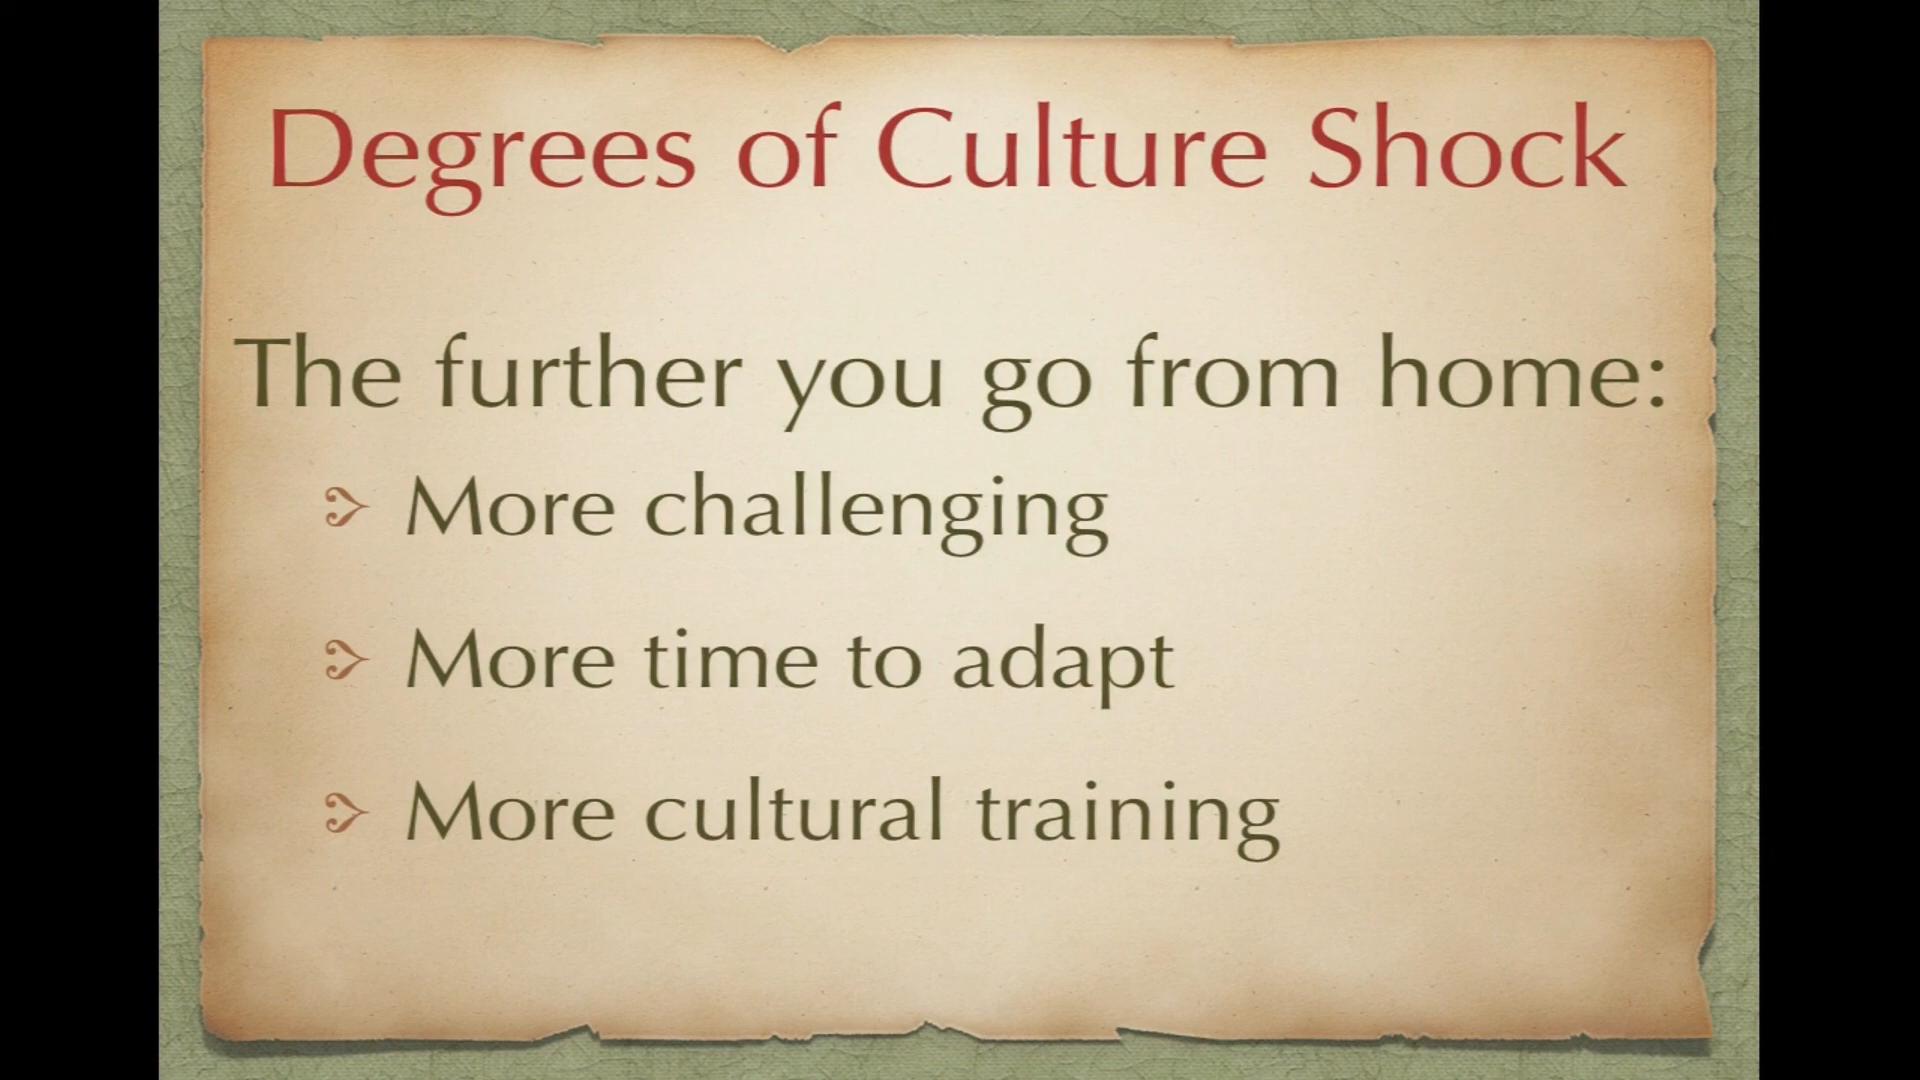 Degrees of Culture Shock
The further you go from home:
More challenging
More time to adapt
More cultural training